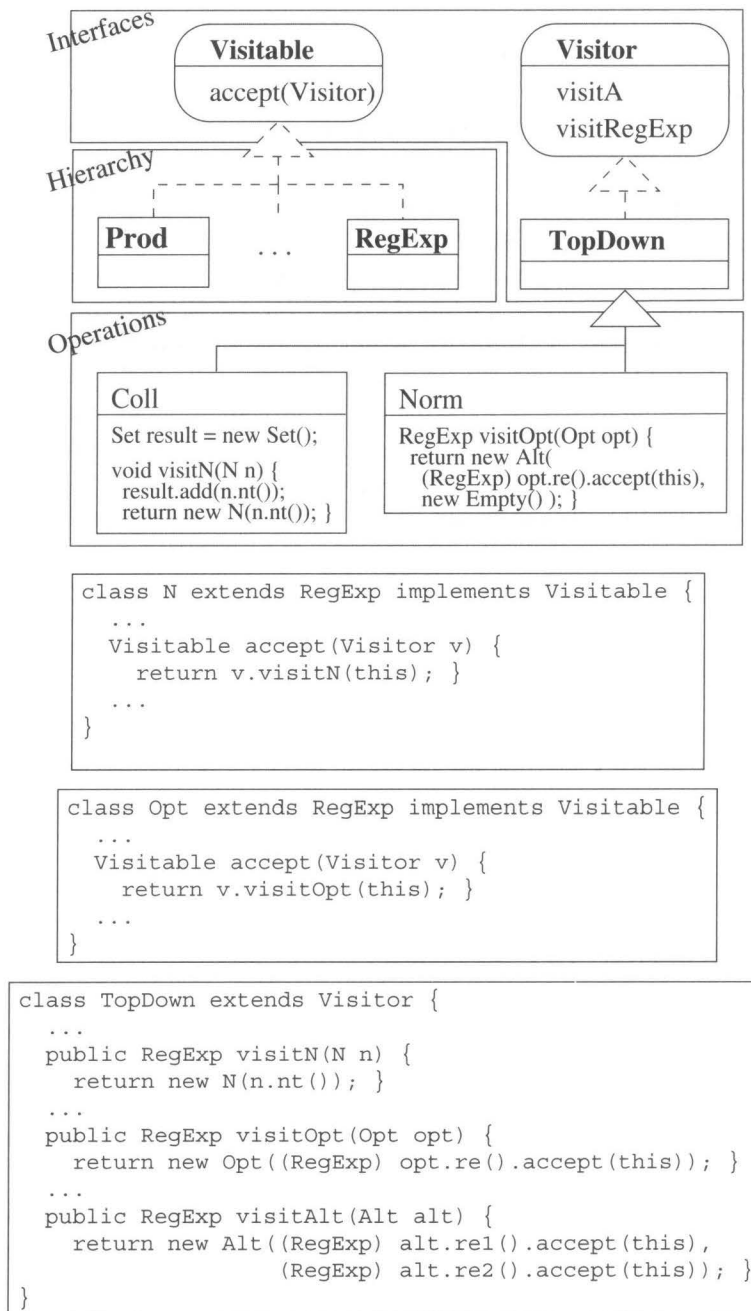 Interfaces
Visitable
accept(Visitor)
Visitor
visitA
visitRegExp
Hierarchy
Prod
...
RegExp
TopDown
Operations
Coll
Set result = new Set();
void visitN(N n) {
result.add(n.nt());
return new N(n.nt()); }
Norm
RegExp visitOpt(Opt opt) {
return new Alt(
(RegExp) opt.re().accept(this),
new Empty() ); }
class N extends RegExp implements Visitable {
...
Visitable accept(Visitor v) {
return v.visitN(this); }
...
}
class Opt extends RegExp implements Visitable {
...
Visitable accept(Visitor v) {
return v.visitOpt(this); }
...
}
class TopDown extends Visitor {
...
public RegExp visitN(N n) {
return new N(n.nt()); }
...
public RegExp visitOpt(Opt opt) {
return new Opt((RegExp) opt.re().accept(this)); }
...
public RegExp visitAlt(Alt alt) {
return new Alt((RegExp) alt.re1().accept(this),
(RegExp) alt.re2().accept(this)); }
}